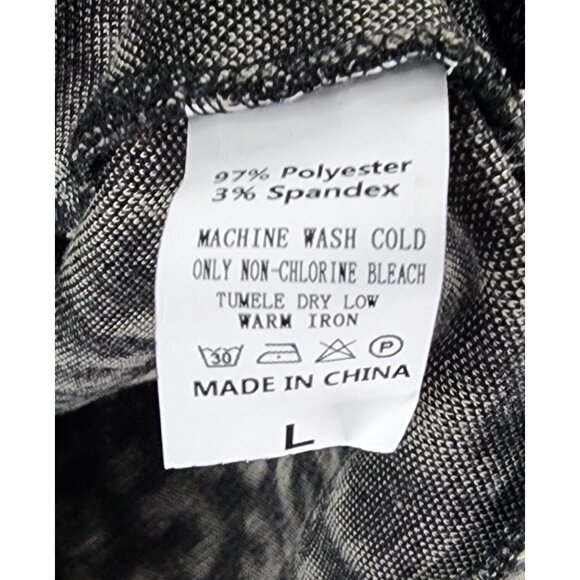 97% Polyester
3% Spandex
MACHINE WASH COLD
ONLY NON-CHLORINE BLEACH
TUMELE DRY LOW
WARM IRON
30 P
MADE IN CHINA
L